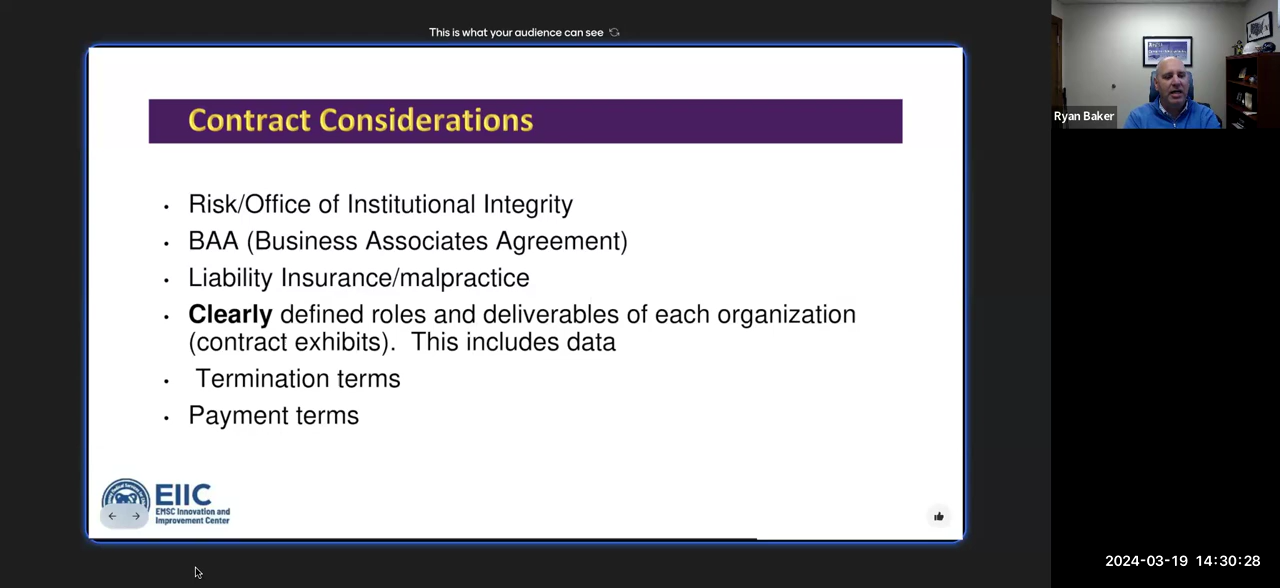 This is what your audience can see
Contract Considerations
• Risk/Office of Institutional Integrity
• BAA (Business Associates Agreement)
• Liability Insurance/malpractice
• Clearly defined roles and deliverables of each organization
(contract exhibits).  This includes data
• Termination terms
• Payment terms
EIIC
EMSC Innovation and
Improvement Center
Ryan Baker
2024-03-19 14:30:28